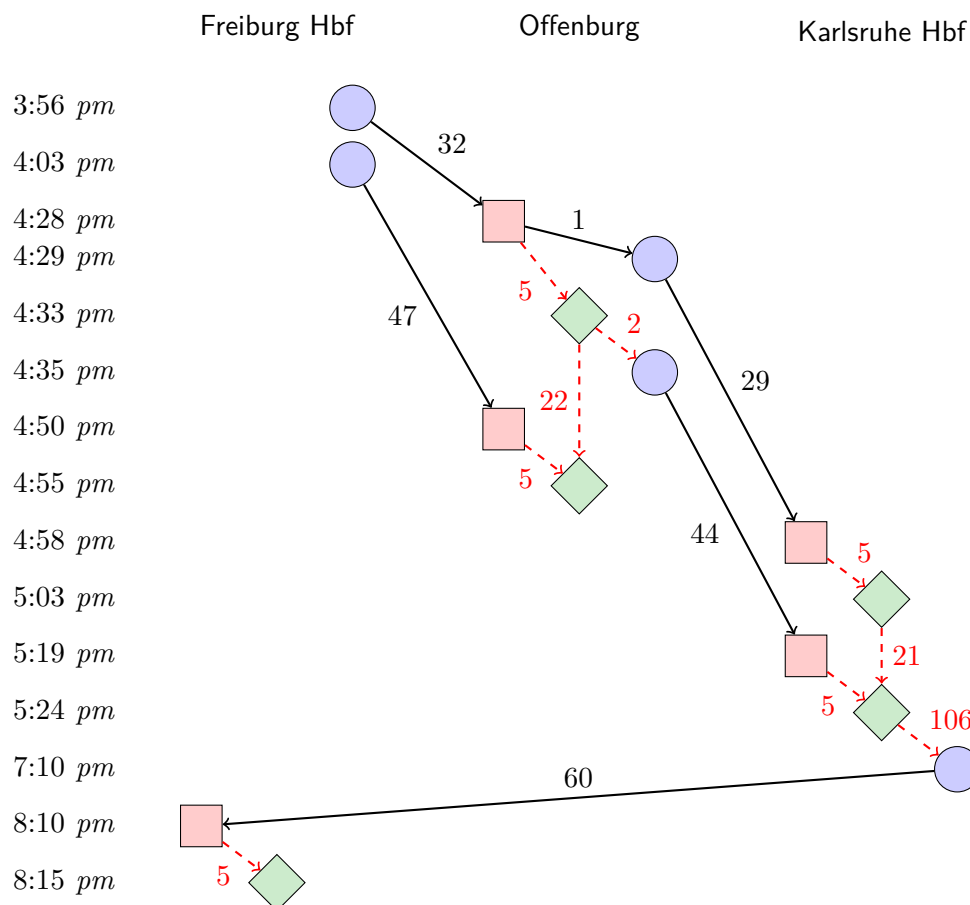 Freiburg Hbf Offenburg Karlsruhe Hbf
3:56 pm
4:03 pm
32
4:28 pm 1
4:29 pm
5
4:33 pm 47 2
4:35 pm 29
22
4:50 pm
5
4:55 pm
44
4:58 pm 5
5:03 pm
5:19 pm 21
5
5:24 pm 106
7:10 pm 60
8:10 pm
5
8:15 pm